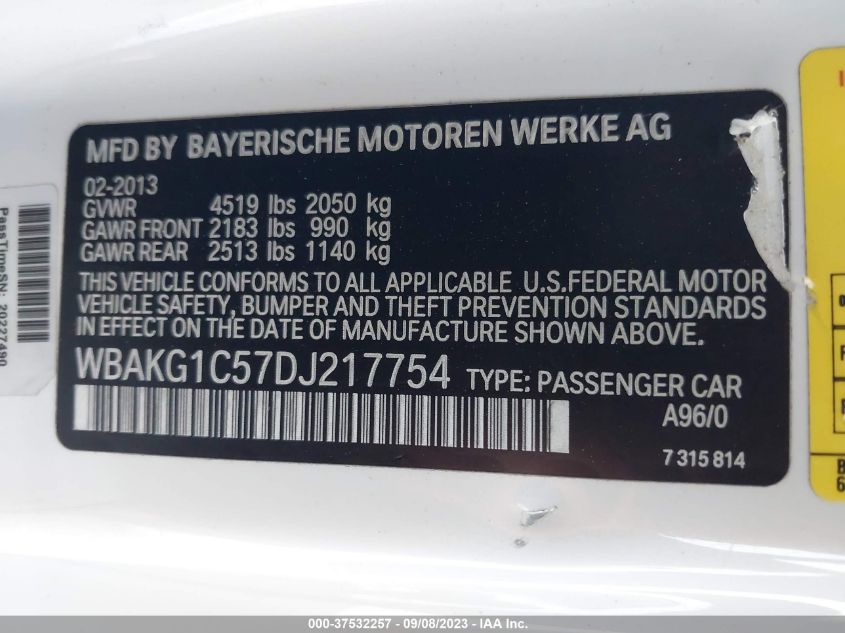 MFD BY BAYERISCHE MOTOREN WERKE AG
02-2013
GVWR 4519 lbs 2050 kg
GAWR FRONT 2183 lbs 990 kg
GAWR REAR 2513 lbs 1140 kg
THIS VEHICLE CONFORMS TO ALL APPLICABLE U.S.FEDERAL MOTOR
VEHICLE SAFETY, BUMPER AND THEFT PREVENTION STANDARDS
IN EFFECT ON THE DATE OF MANUFACTURE SHOWN ABOVE.
WBAKG1C57DJ217754 TYPE: PASSENGER CAR
A96/0
7 315 814
PassTimeSN: 20227490
000-37532257 - 09/08/2023 - IAA Inc.